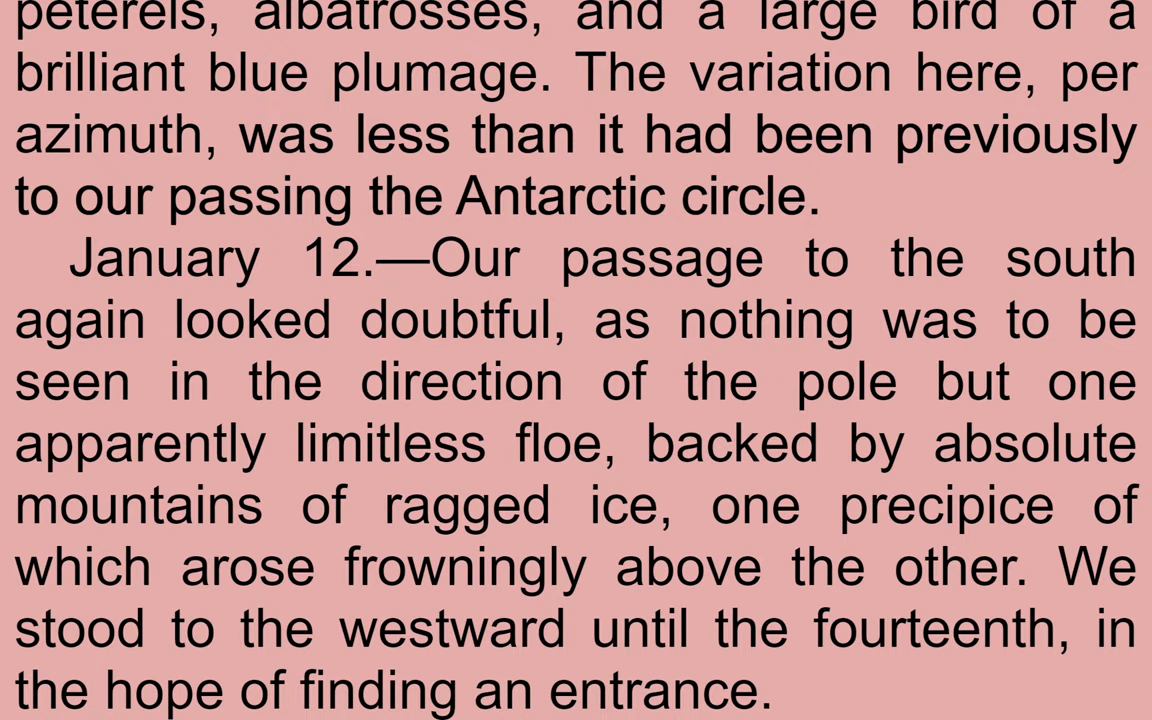 peterels, albatrosses, and a large bird of a
brilliant blue plumage. The variation here, per
azimuth, was less than it had been previously
to our passing the Antarctic circle.
January 12.—Our passage to the south
again looked doubtful, as nothing was to be
seen in the direction of the pole but one
apparently limitless floe, backed by absolute
mountains of ragged ice, one precipice of
which arose frowningly above the other. We
stood to the westward until the fourteenth, in
the hope of finding an entrance.